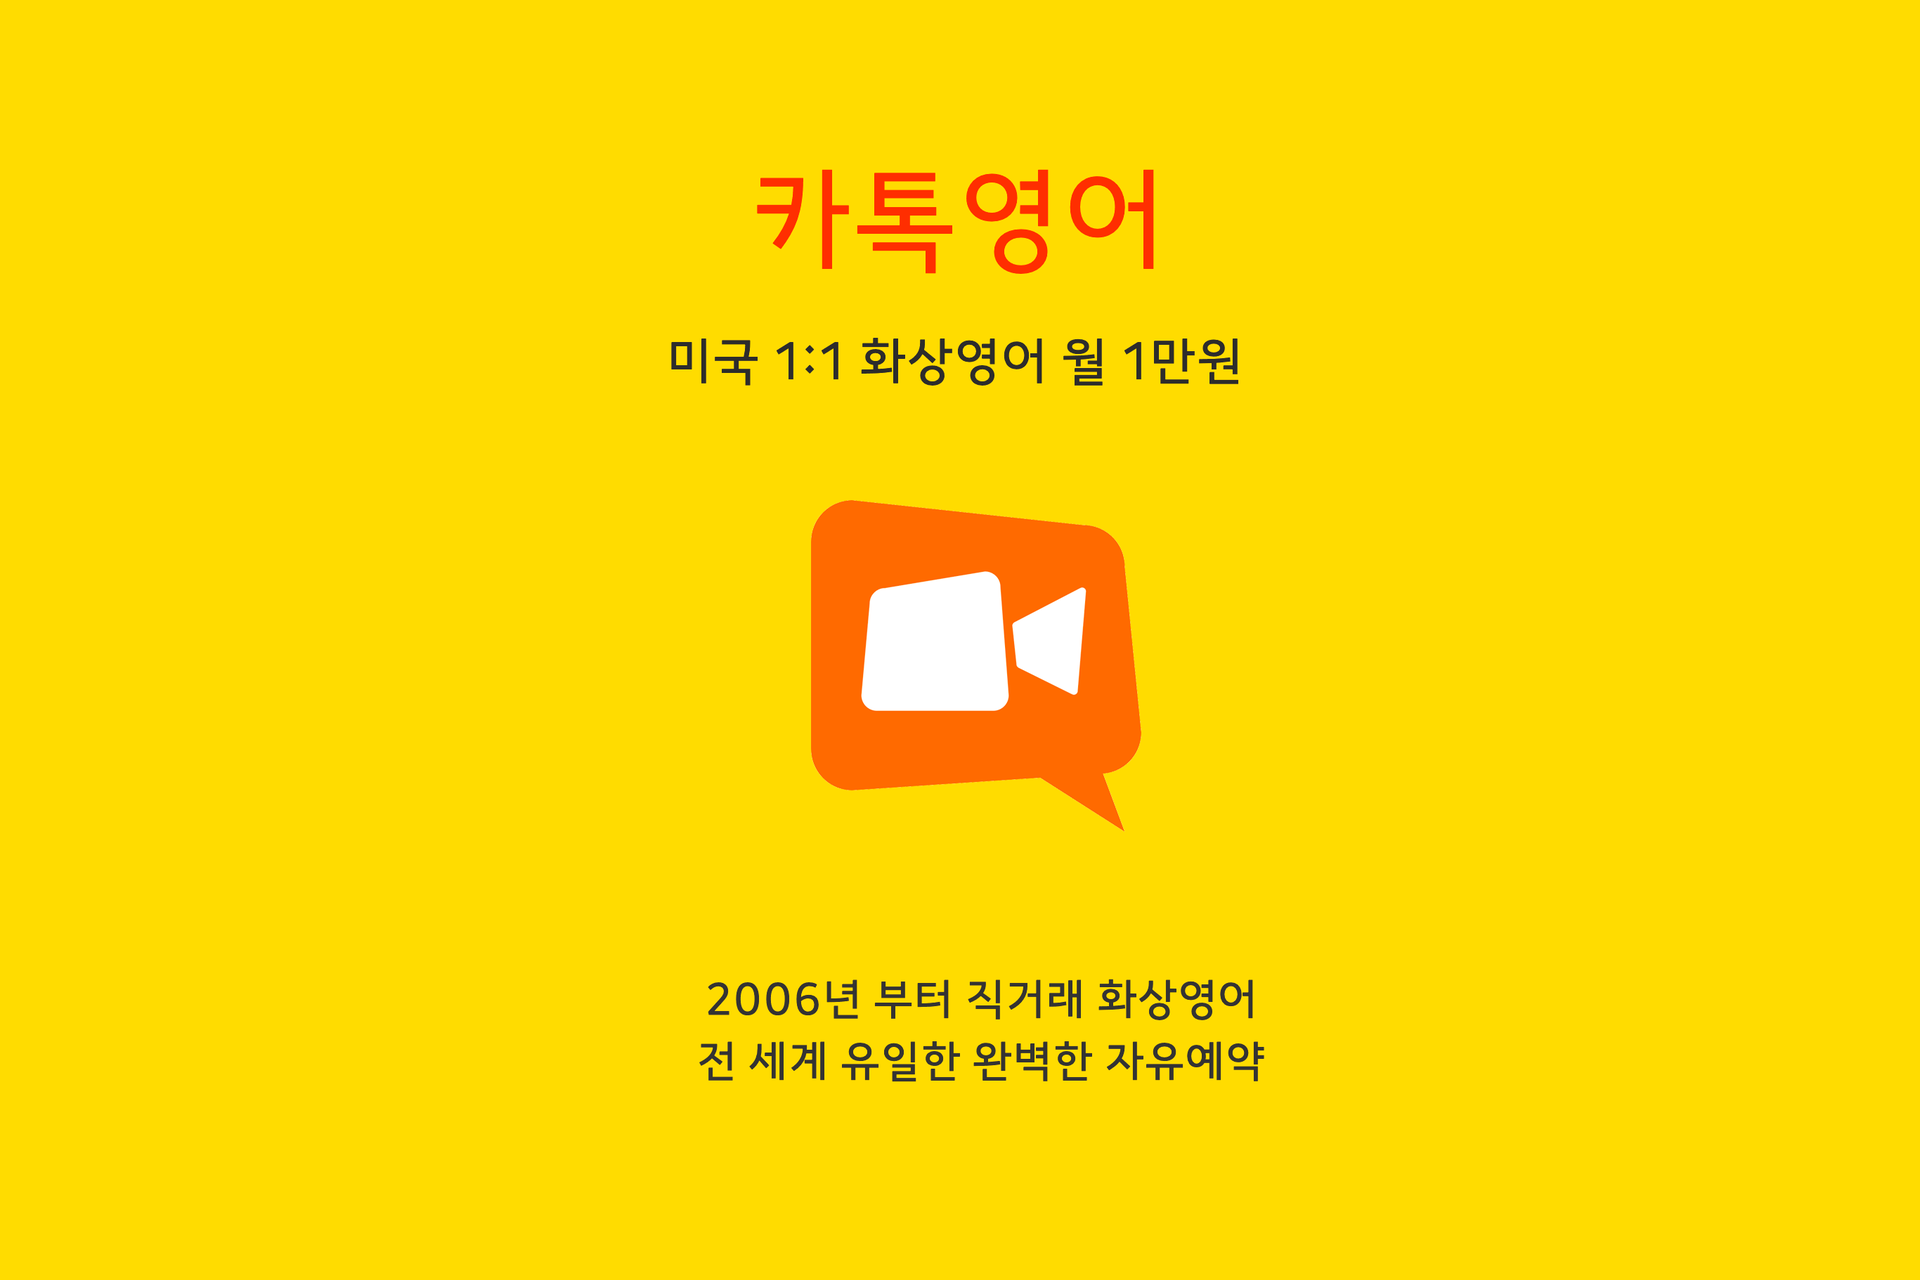 카톡영어
미국 1:1 화상영어 월 1만원
2006년 부터 직거래 화상영어
전 세계 유일한 완벽한 자유예약